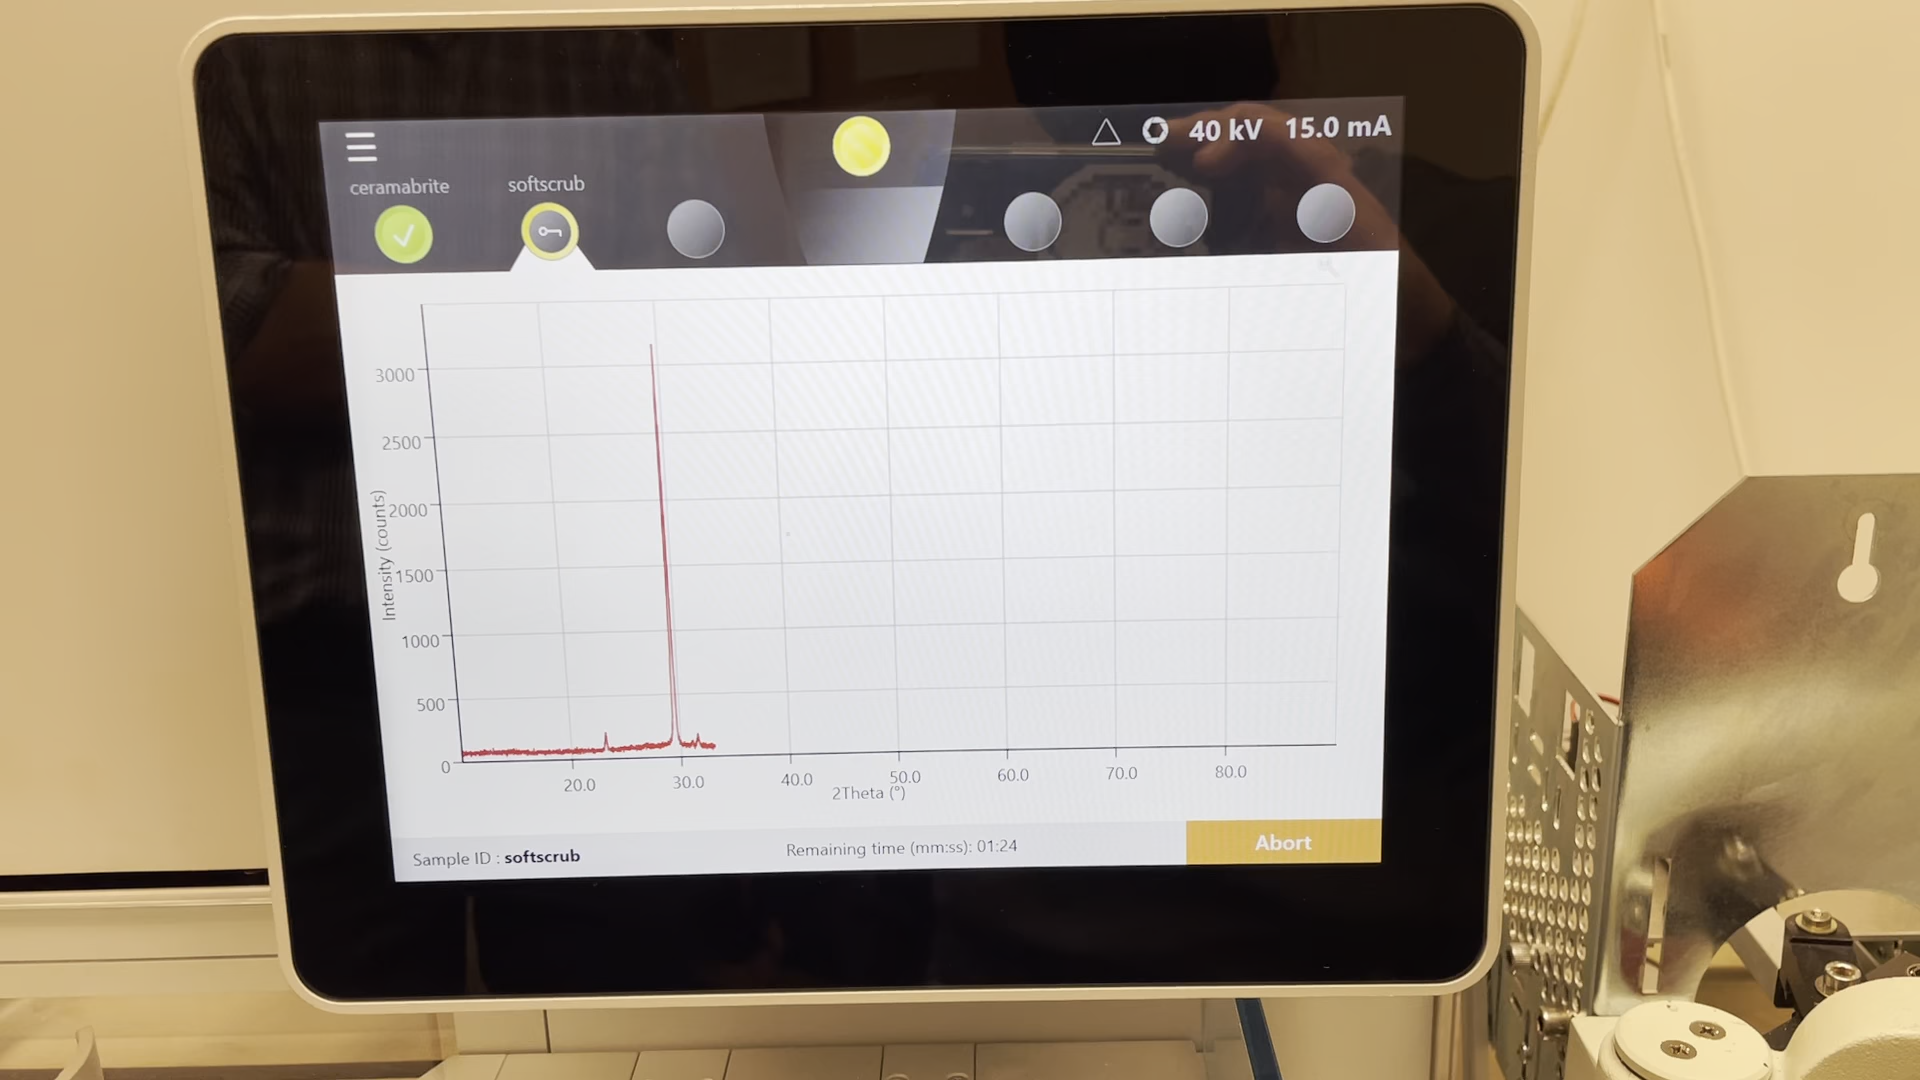 40 kV 15.0 mA
ceramabrite softscrub
3000
2500
2000
1500
1000
500
0
Intensity (counts)
20.0 30.0 40.0 50.0 60.0 70.0 80.0
2Theta (°)
Sample ID : softscrub
Remaining time (mm:ss): 01:24
Abort